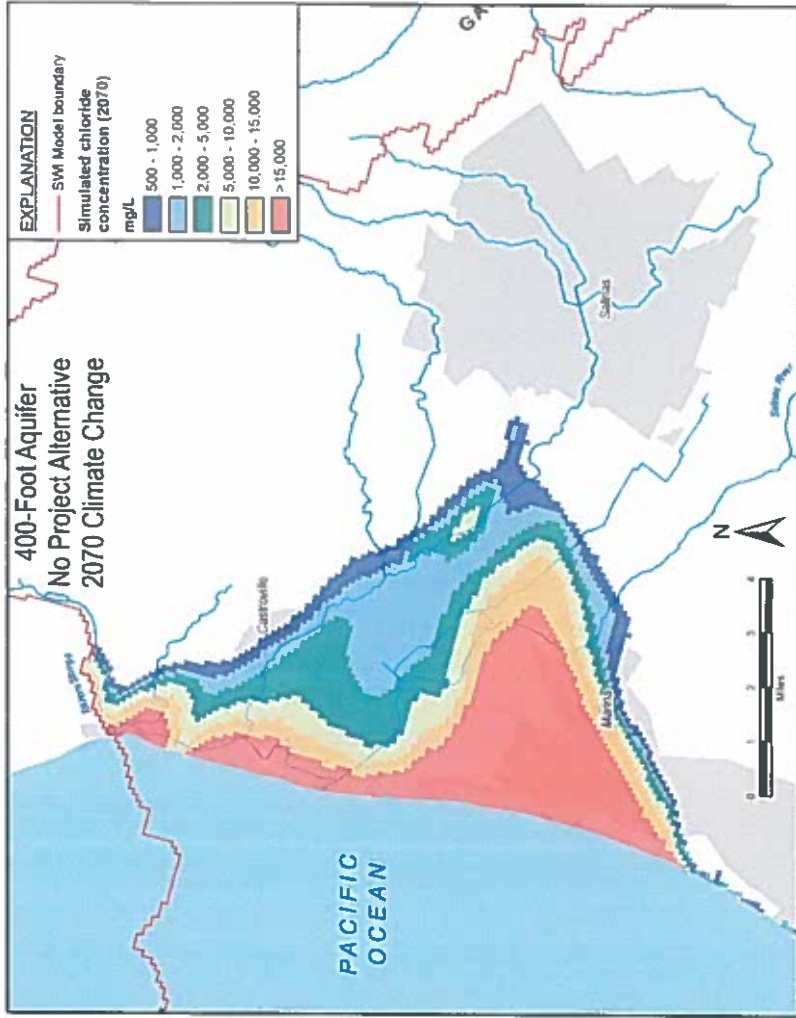 400-Foot Aquifer
No Project Alternative
2070 Climate Change
EXPLANATION
SWI Model boundary
Simulated chloride
concentration (2070)
mg/L
500 - 1,000
1,000 - 2,000
2,000 - 5,000
5,000 - 10,000
10,000 - 15,000
>15,000
GA
Castroville
Salinas
Marina
PACIFIC
OCEAN
N
0 1 2 3 4
Miles